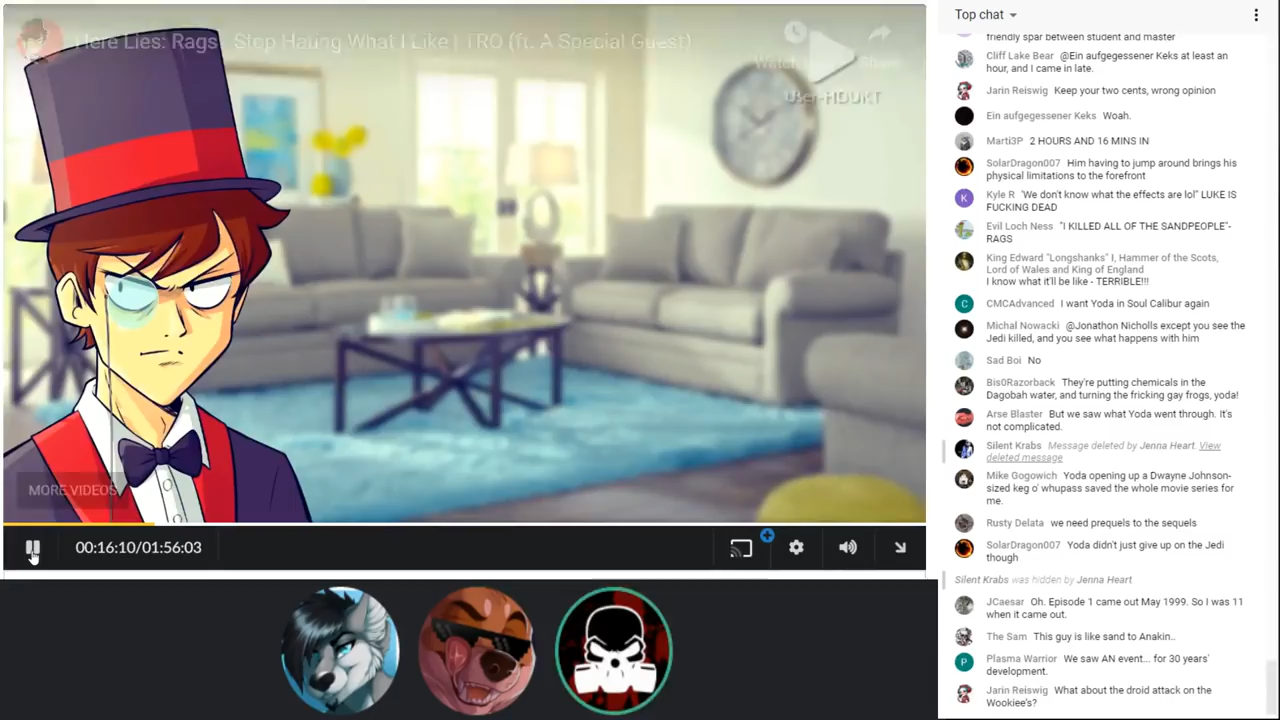 Here Lies: Rags - Stop Hating What I Like | TRO (ft. A Special Guest)
Watch
Share
User-HDUKT
MORE VIDEOS
00:16:10/01:56:03
Top chat
friendly spar between student and master
Cliff Lake Bear @Ein aufgegessener Keks at least an
hour, and I came in late.
Jarin Reiswig Keep your two cents, wrong opinion
Ein aufgegessener Keks Woah.
Marti3P 2 HOURS AND 16 MINS IN
SolarDragon007 Him having to jump around brings his
physical limitations to the forefront
K
Kyle R 'We don't know what the effects are lol" LUKE IS
FUCKING DEAD
Evil Loch Ness "I KILLED ALL OF THE SANDPEOPLE"-
RAGS
King Edward "Longshanks" I, Hammer of the Scots,
Lord of Wales and King of England
I know what it'll be like - TERRIBLE!!!
C
CMCAdvanced I want Yoda in Soul Calibur again
Michal Nowacki @Jonathon Nicholls except you see the
Jedi killed, and you see what happens with him
Sad Boi No
Bis0Razorback They're putting chemicals in the
Dagobah water, and turning the fricking gay frogs, yoda!
Arse Blaster But we saw what Yoda went through. It's
not complicated.
Silent Krabs Message deleted by Jenna Heart. View
deleted message
Mike Gogowich Yoda opening up a Dwayne Johnson-
sized keg o' whupass saved the whole movie series for
me.
Rusty Delata we need prequels to the sequels
SolarDragon007 Yoda didn't just give up on the Jedi
though
Silent Krabs was hidden by Jenna Heart
JCaesar Oh. Episode 1 came out May 1999. So I was 11
when it came out.
The Sam This guy is like sand to Anakin..
P
Plasma Warrior We saw AN event... for 30 years'
development.
Jarin Reiswig What about the droid attack on the
Wookiee's?